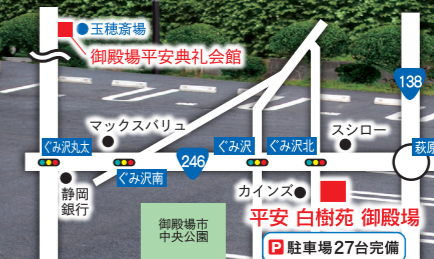 玉穂斎場
御殿場平安典礼会館
138
マックスバリュ
スシロー
ぐみ沢丸太
ぐみ沢
ぐみ沢北
萩原
246
ぐみ沢南
静岡
銀行
カインズ
御殿場市
中央公園
平安 白樹苑 御殿場
P 駐車場27台完備